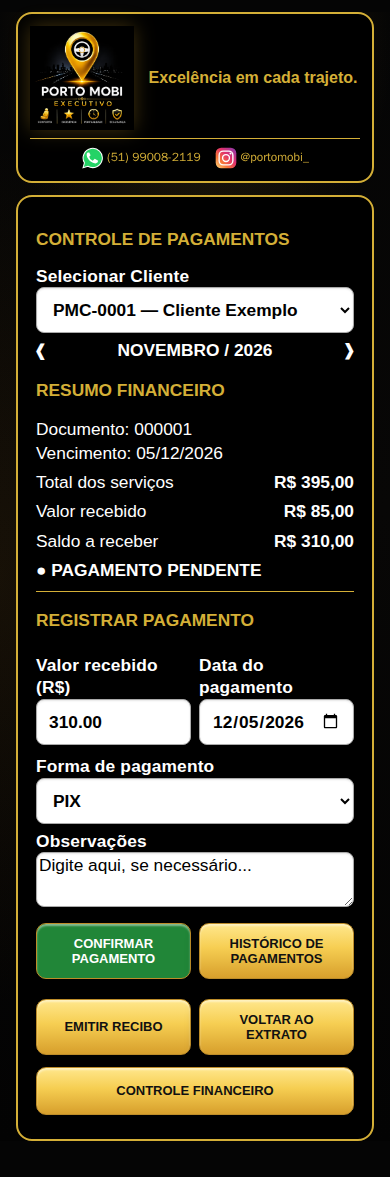 PORTO MOBI
EXECUTIVO
Excelência em cada trajeto.
(51) 99008-2119 @portomobi_
CONTROLE DE PAGAMENTOS
Selecionar Cliente
PMC-0001 — Cliente Exemplo
❰ NOVEMBRO / 2026 ❱
RESUMO FINANCEIRO
Documento: 000001
Vencimento: 05/12/2026
Total dos serviços R$ 395,00
Valor recebido R$ 85,00
Saldo a receber R$ 310,00
● PAGAMENTO PENDENTE
REGISTRAR PAGAMENTO
Valor recebido
(R$)
Data do
pagamento
310.00
12/05/2026
Forma de pagamento
PIX
Observações
Digite aqui, se necessário...
CONFIRMAR
PAGAMENTO
HISTÓRICO DE
PAGAMENTOS
EMITIR RECIBO
VOLTAR AO
EXTRATO
CONTROLE FINANCEIRO